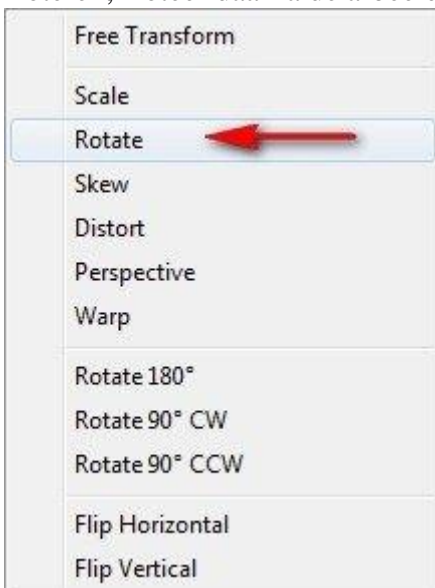 Free Transform
Scale
Rotate
Skew
Distort
Perspective
Warp
Rotate 180°
Rotate 90° CW
Rotate 90° CCW
Flip Horizontal
Flip Vertical